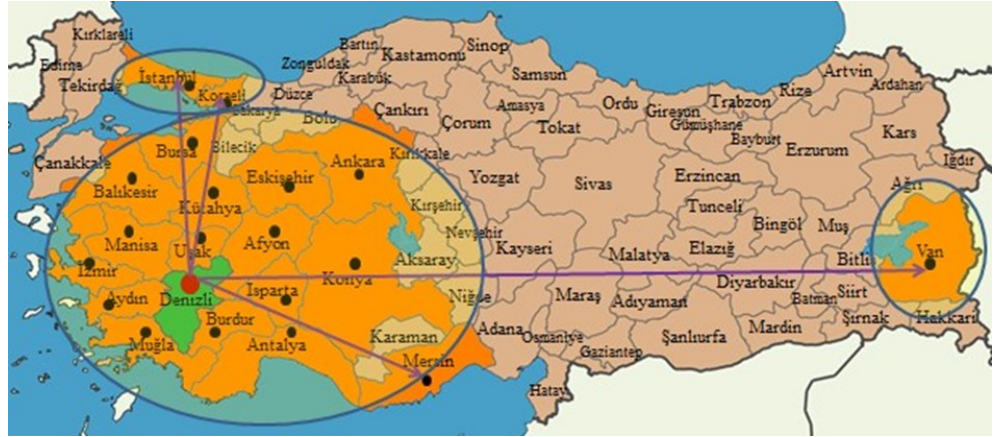 Kırklareli
Edirne
Tekirdağ
İstanbul
Kocaeli
Sakarya
Düzce
Zonguldak
Bartın
Karabük
Kastamonu
Sinop
Samsun
Çankırı
Bolu
Çorum
Amasya
Tokat
Ordu
Giresun
Gümüşhane
Trabzon
Bayburt
Rize
Artvin
Ardahan
Kars
Iğdır
Erzurum
Erzincan
Ağrı
Çanakkale
Bursa
Bilecik
Balıkesir
Kütahya
Eskişehir
Ankara
Kırıkkale
Yozgat
Sivas
Tunceli
Bingöl
Muş
Kırşehir
Nevşehir
Kayseri
Manisa
Uşak
Afyon
Aksaray
Malatya
Elazığ
Bitli
Van
İzmir
Konya
Diyarbakır
Siirt
Batman
Aydın
Denizli
Isparta
Niğde
Maraş
Adıyaman
Muğla
Burdur
Antalya
Karaman
Mersin
Adana
Osmaniye
Gaziantep
Şanlıurfa
Mardin
Şırnak
Hakkari
Hatay